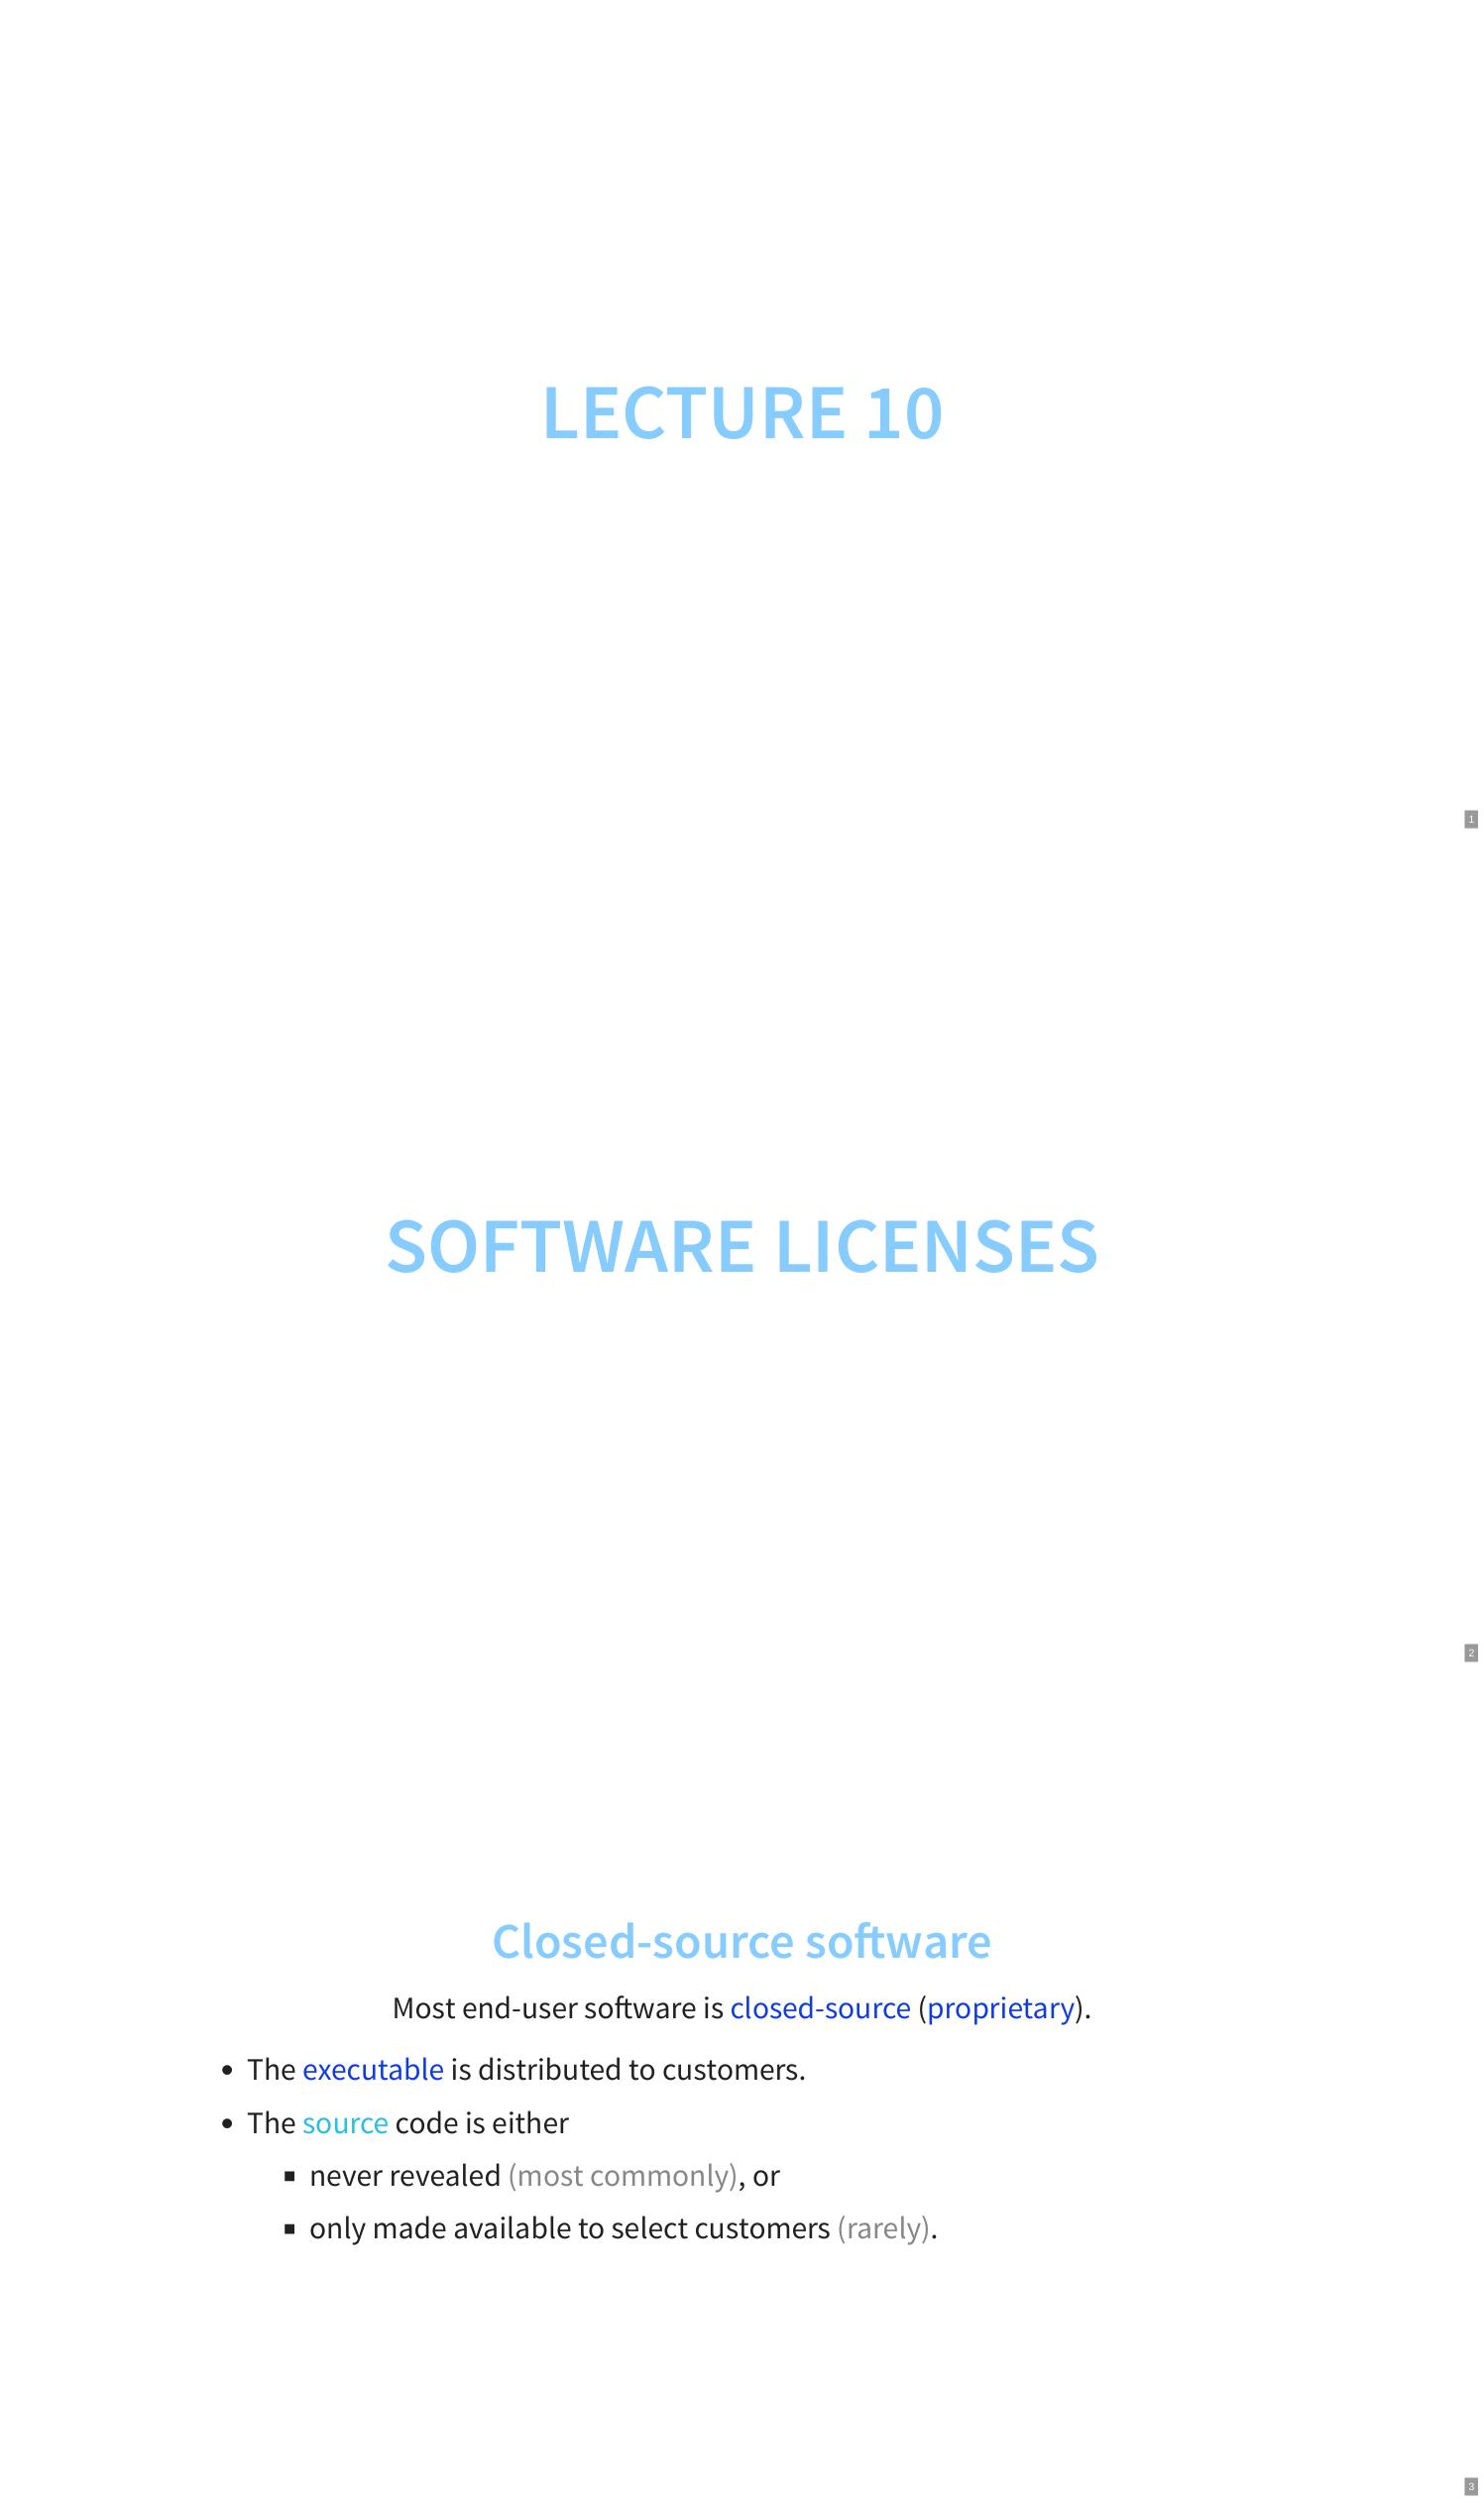 LECTURE 10
1
SOFTWARE LICENSES
2
Closed-source software
Most end-user software is closed-source (proprietary).
• The executable is distributed to customers.
• The source code is either
▪ never revealed (most commonly), or
▪ only made available to select customers (rarely).
3